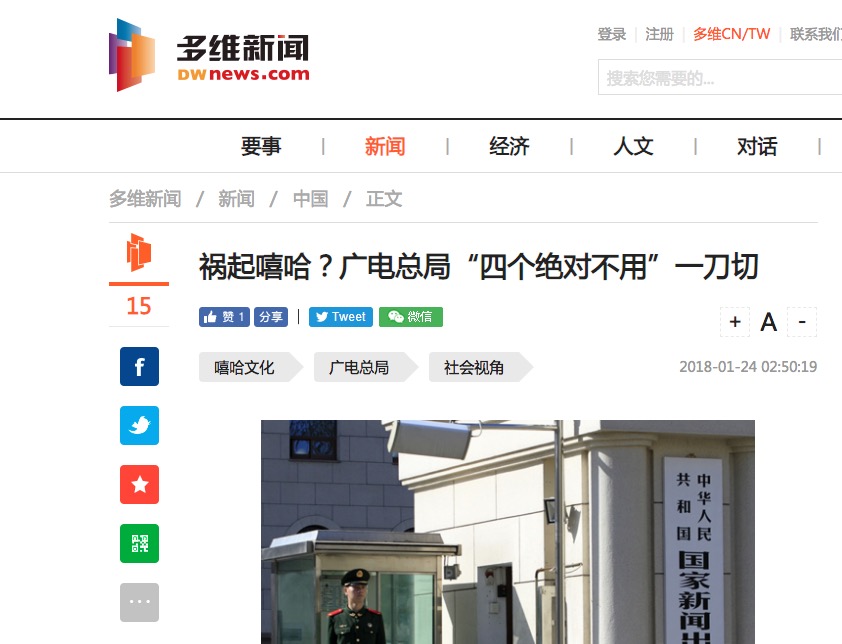 多维新闻
DWnews.com
登录 | 注册 | 多维CN/TW | 联系我们
搜索您需要的...
要事 | 新闻 | 经济 | 人文 | 对话 |
多维新闻 / 新闻 / 中国 / 正文
15
祸起嘻哈？广电总局“四个绝对不用”一刀切
赞 1 分享 | Tweet 微信
+ A -
嘻哈文化 广电总局 社会视角
2018-01-24 02:50:19
f
中华人民
共和国
国家新闻出